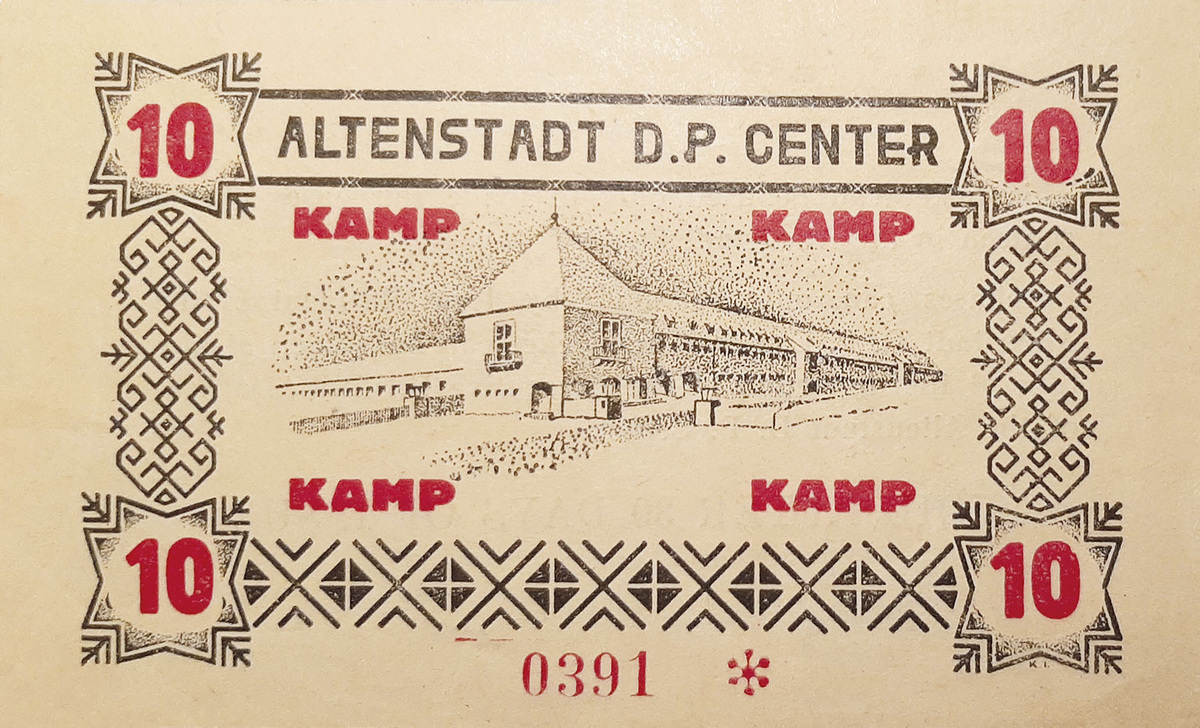 10 ALTENSTADT D.P. CENTER 10
KAMP KAMP
KAMP KAMP
10 10
0391 *
K.I.